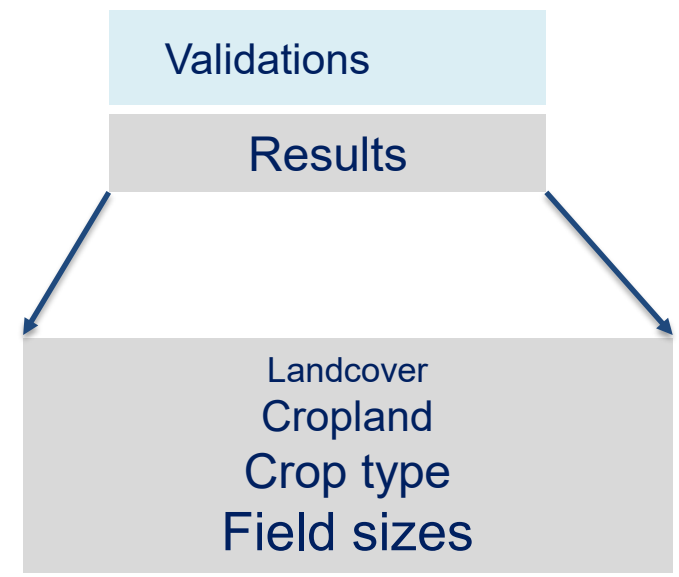 Validations
Results
Landcover
Cropland
Crop type
Field sizes